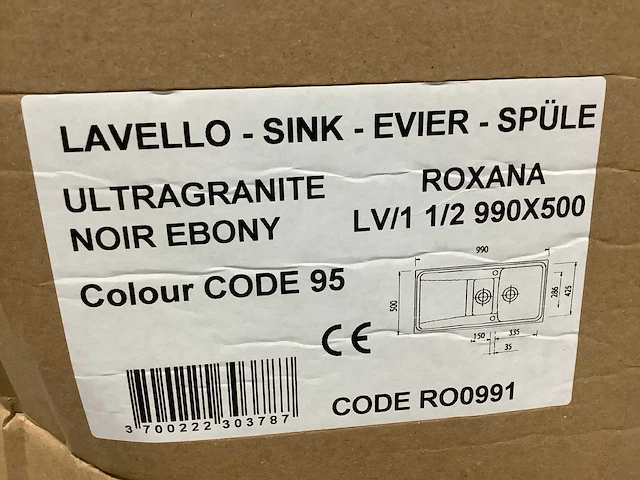 LAVELLO - SINK - EVIER - SPÜLE
ULTRAGRANITE
NOIR EBONY
ROXANA
LV/1 1/2 990X500
Colour CODE 95
990
500
286
425
150
335
35
CE
CODE RO0991
3 700222 303787